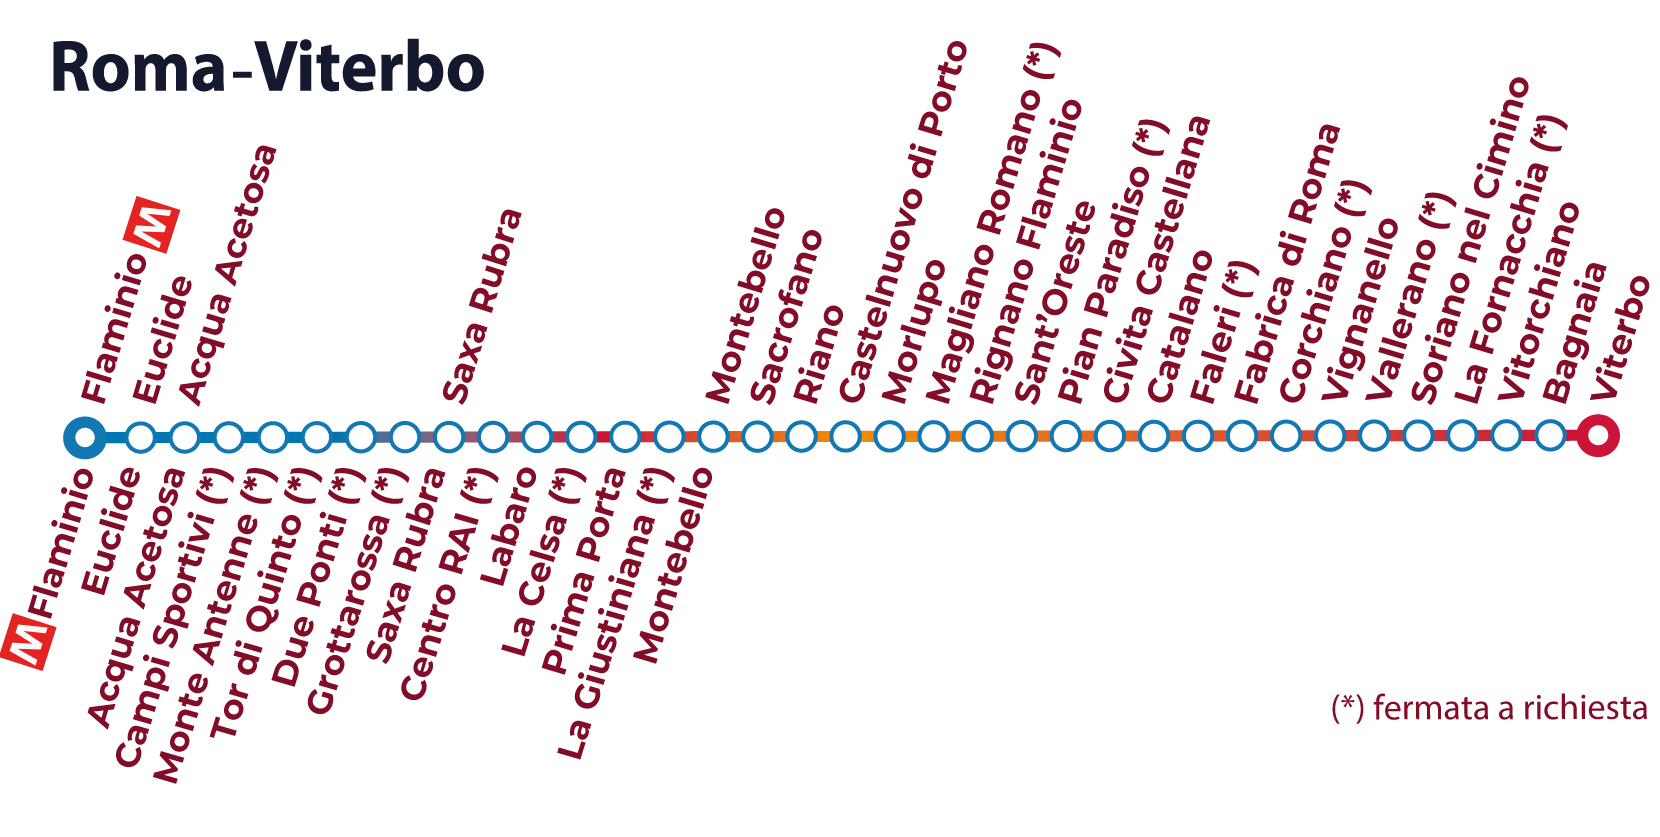 Roma-Viterbo
Flaminio M
Euclide
Acqua Acetosa
Saxa Rubra
Montebello
Sacrofano
Riano
Castelnuovo di Porto
Morlupo
Magliano Romano (*)
Rignano Flaminio
Sant'Oreste
Pian Paradiso (*)
Civita Castellana
Catalano
Faleri (*)
Fabrica di Roma
Corchiano (*)
Vignanello
Vallerano (*)
Soriano nel Cimino
La Fornacchia (*)
Vitorchiano
Bagnaia
Viterbo
M Flaminio
Euclide
Acqua Acetosa
Campi Sportivi (*)
Monte Antenne (*)
Tor di Quinto (*)
Due Ponti (*)
Grottarossa (*)
Saxa Rubra
Centro RAI (*)
Labaro
La Celsa (*)
Prima Porta
La Giustiniana (*)
Montebello
(*) fermata a richiesta